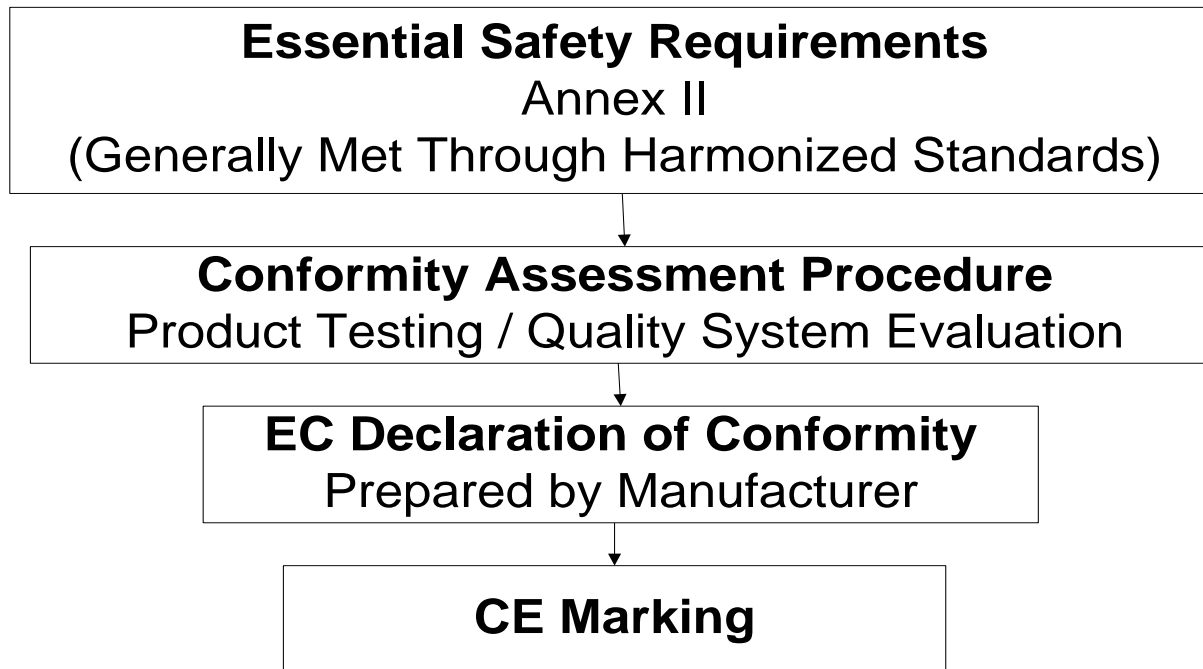 Essential Safety Requirements
Annex II
(Generally Met Through Harmonized Standards)
Conformity Assessment Procedure
Product Testing / Quality System Evaluation
EC Declaration of Conformity
Prepared by Manufacturer
CE Marking